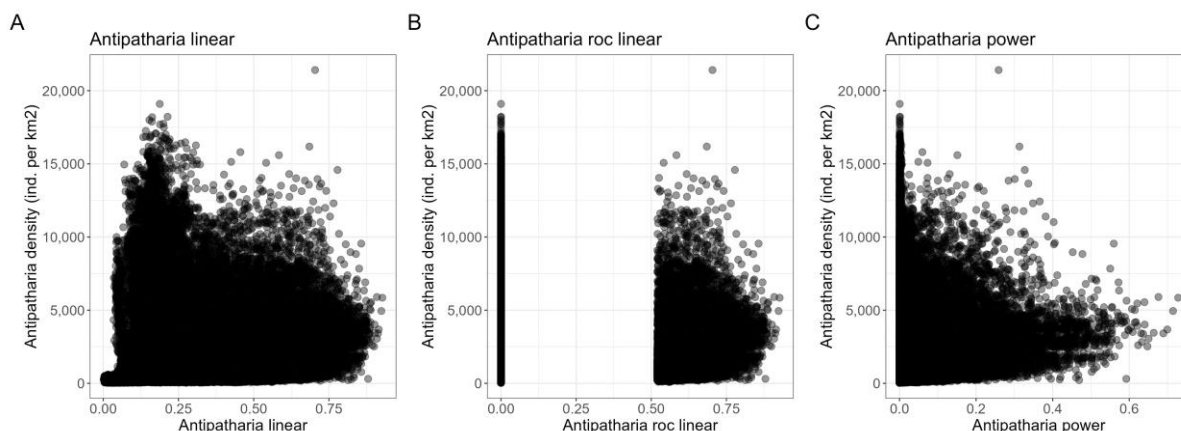 A
Antipatharia linear
Antipatharia density (ind. per km2)
20,000
15,000
10,000
5,000
0
0.00 0.25 0.50 0.75
Antipatharia linear
B
Antipatharia roc linear
Antipatharia density (ind. per km2)
20,000
15,000
10,000
5,000
0
0.00 0.25 0.50 0.75
Antipatharia roc linear
C
Antipatharia power
Antipatharia density (ind. per km2)
20,000
15,000
10,000
5,000
0
0.0 0.2 0.4 0.6
Antipatharia power